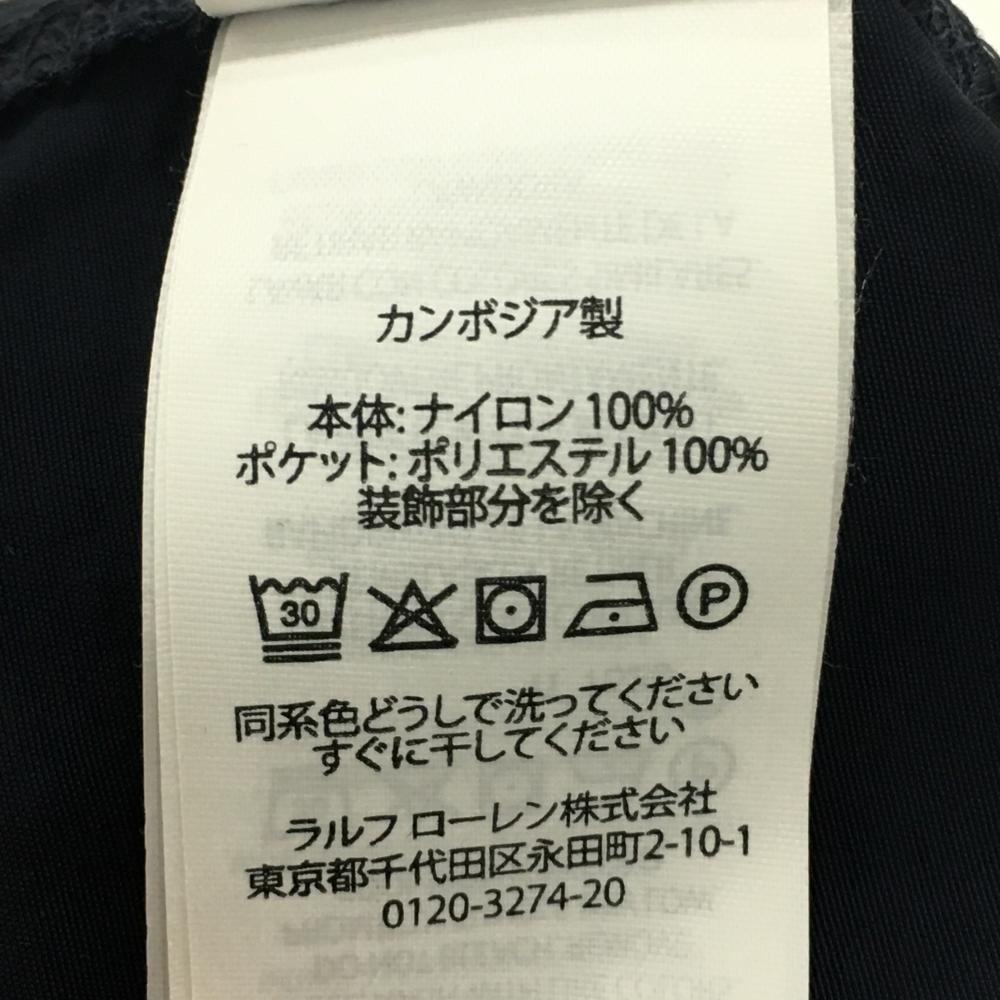 カンボジア製
本体: ナイロン 100%
ポケット: ポリエステル 100%
装飾部分を除く
30 P
同系色どうしで洗ってください
すぐに干してください
ラルフ ローレン株式会社
東京都千代田区永田町2-10-1
0120-3274-20